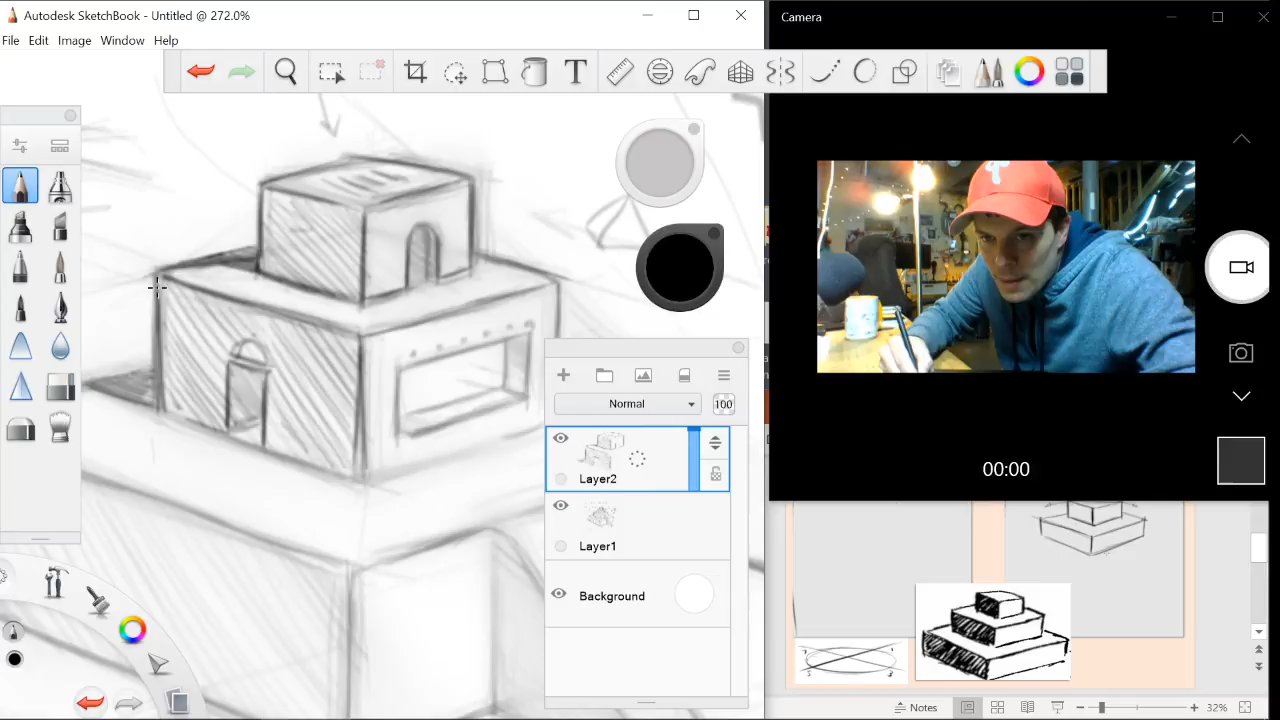 Autodesk SketchBook - Untitled @ 272.0%
File Edit Image Window Help
Camera
Normal
100
Layer2
Layer1
Background
00:00
Notes
32%